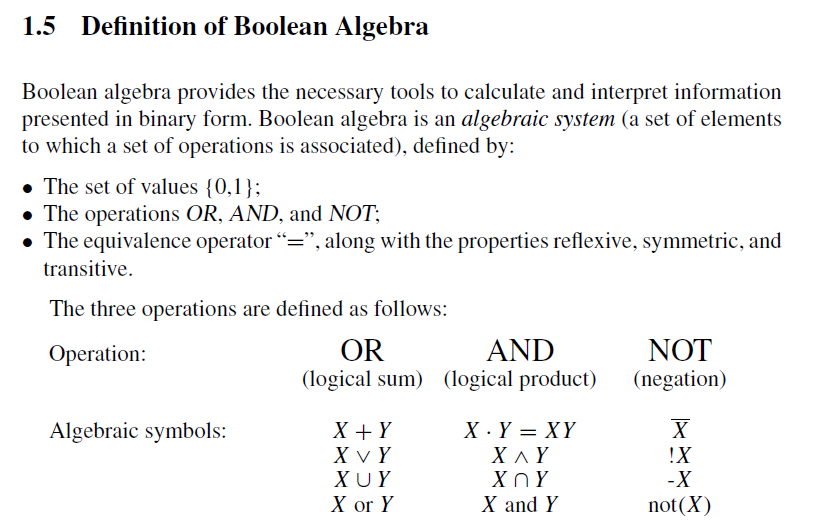 1.5 Definition of Boolean Algebra
Boolean algebra provides the necessary tools to calculate and interpret information
presented in binary form. Boolean algebra is an algebraic system (a set of elements
to which a set of operations is associated), defined by:
• The set of values {0,1};
• The operations OR, AND, and NOT;
• The equivalence operator “=”, along with the properties reflexive, symmetric, and
transitive.
The three operations are defined as follows:
Operation: OR AND NOT
(logical sum) (logical product) (negation)
Algebraic symbols: X + Y X · Y = XY X̅
X ∨ Y X ∧ Y !X
X ∪ Y X ∩ Y -X
X or Y X and Y not(X)